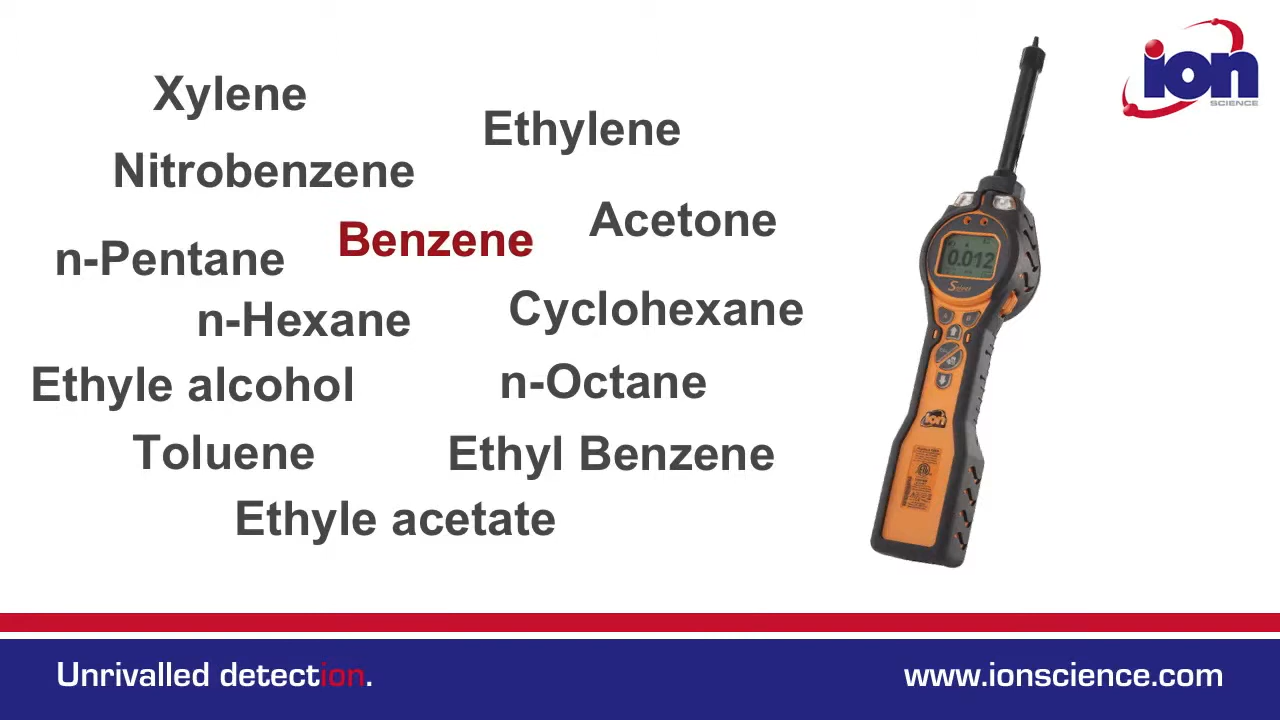 ion
SCIENCE
Xylene
Ethylene
Nitrobenzene
Acetone
Benzene
n-Pentane
0.012
n-Hexane
Cyclohexane
Ethyle alcohol
n-Octane
ion
Toluene
Ethyl Benzene
Ethyle acetate
Unrivalled detection.
www.ionscience.com